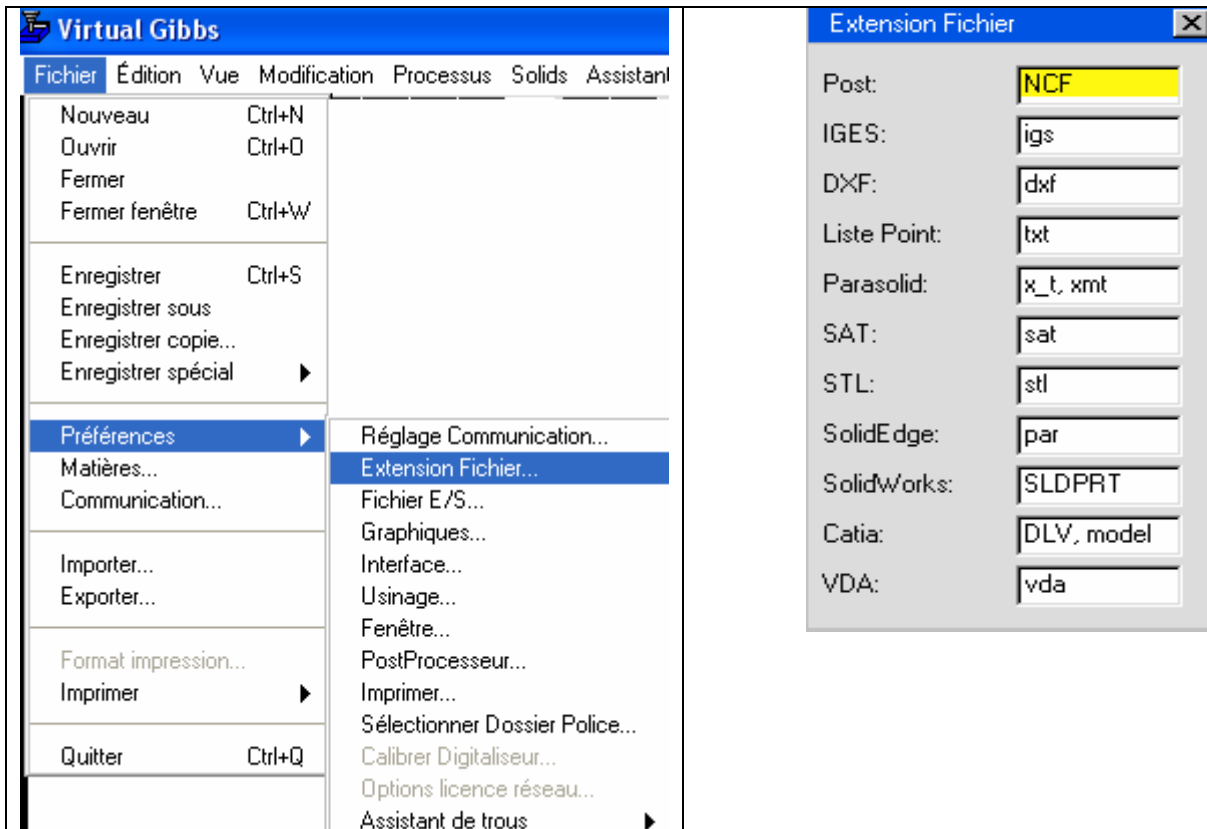 Virtual Gibbs
Fichier Édition Vue Modification Processus Solids Assistant
Nouveau Ctrl+N
Ouvrir Ctrl+O
Fermer
Fermer fenêtre Ctrl+W
Enregistrer Ctrl+S
Enregistrer sous
Enregistrer copie...
Enregistrer spécial
Préférences
Matières...
Communication...
Importer...
Exporter...
Format impression...
Imprimer
Quitter Ctrl+Q
Réglage Communication...
Extension Fichier...
Fichier E/S...
Graphiques...
Interface...
Usinage...
Fenêtre...
PostProcesseur...
Imprimer...
Sélectionner Dossier Police...
Calibrer Digitaliseur...
Options licence réseau...
Assistant de trous
Extension Fichier
Post: NCF
IGES: igs
DXF: dxf
Liste Point: txt
Parasolid: x_t, xmt
SAT: sat
STL: stl
SolidEdge: par
SolidWorks: SLDPRT
Catia: DLV, model
VDA: vda